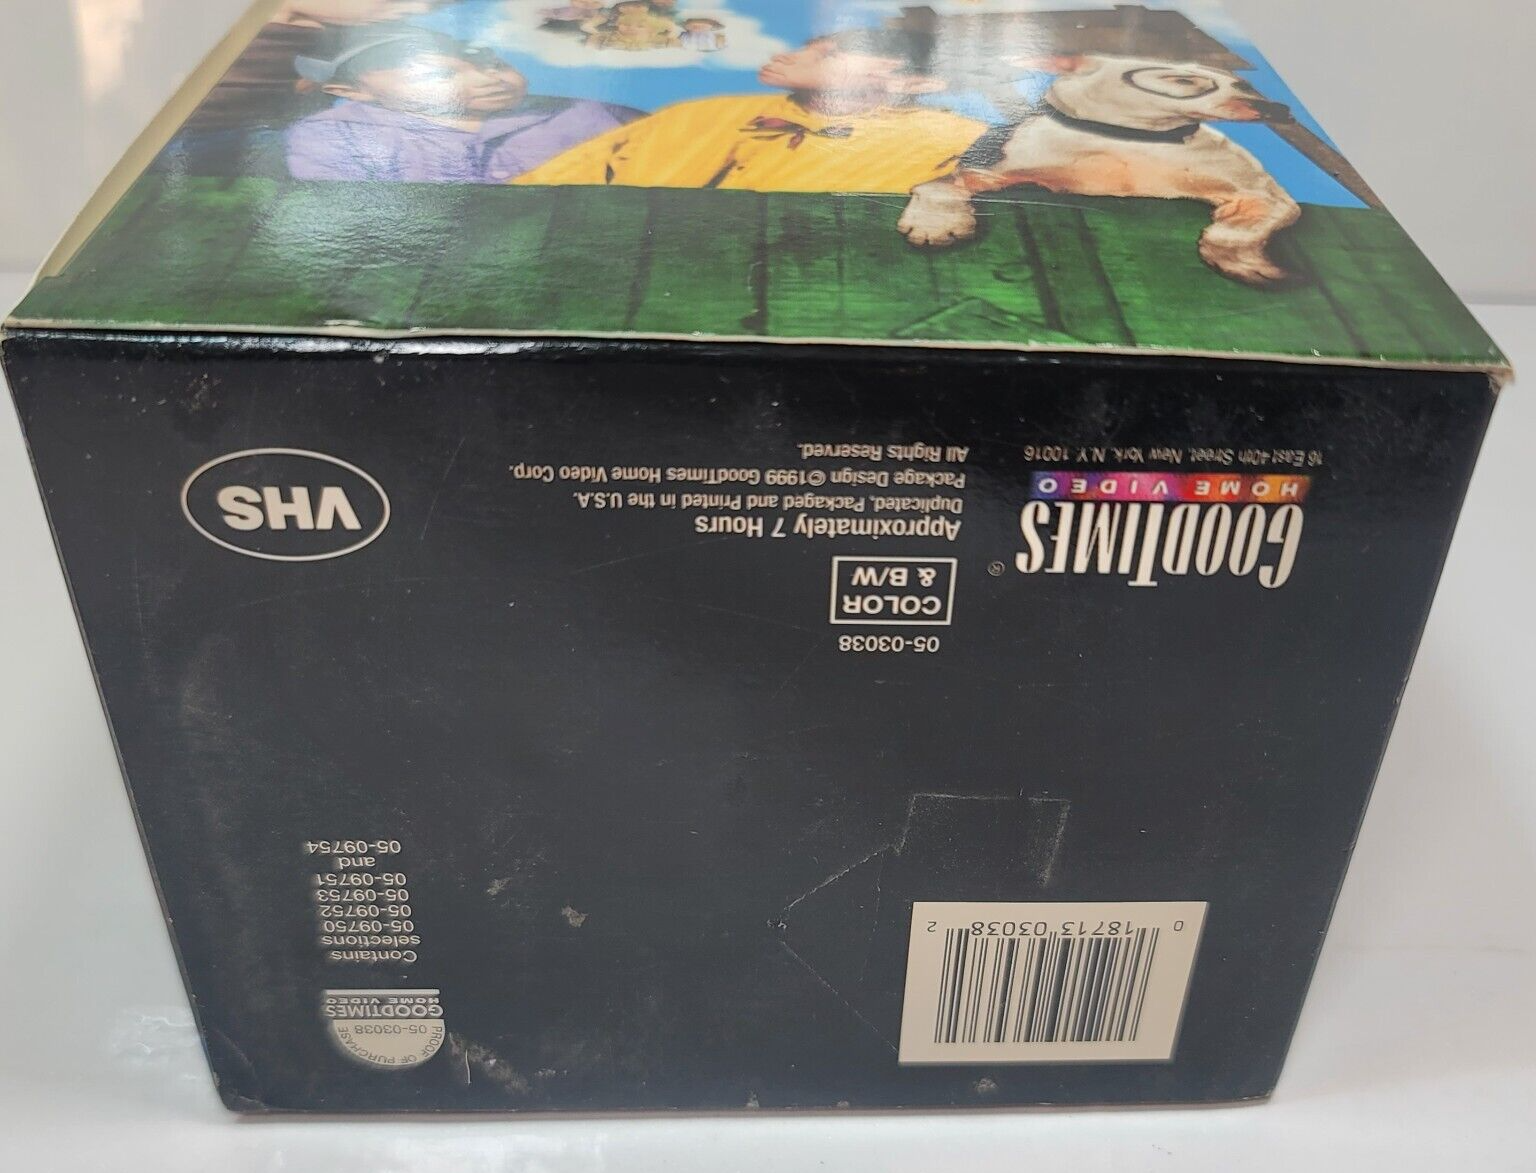 GOODTIMES®
HOME VIDEO
16 East 40th Street, New York, N.Y. 10016
05-03038
COLOR
& B/W
Approximately 7 Hours
Duplicated, Packaged and Printed in the U.S.A.
Package Design ©1999 GoodTimes Home Video Corp.
All Rights Reserved.
VHS
0 18713 03038 2
PROOF OF PURCHASE
05-03038
GOODTIMES
HOME VIDEO
Contains
selections
05-09750
05-09752
05-09753
05-09751
and
05-09754